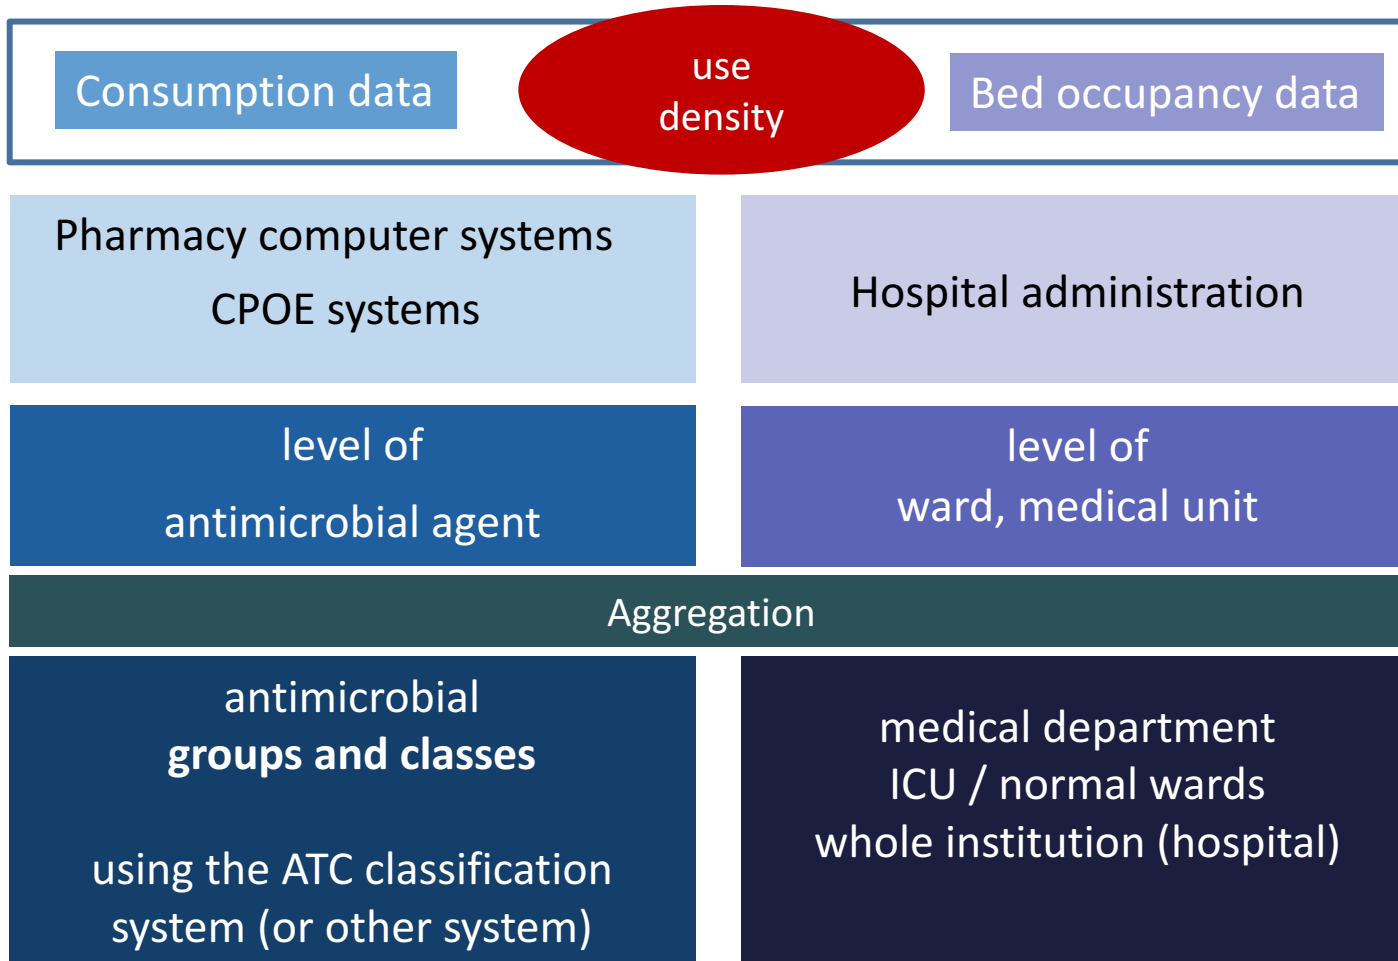 Consumption data
use
density
Bed occupancy data
Pharmacy computer systems
CPOE systems
Hospital administration
level of
antimicrobial agent
level of
ward, medical unit
Aggregation
antimicrobial
groups and classes
using the ATC classification
system (or other system)
medical department
ICU / normal wards
whole institution (hospital)